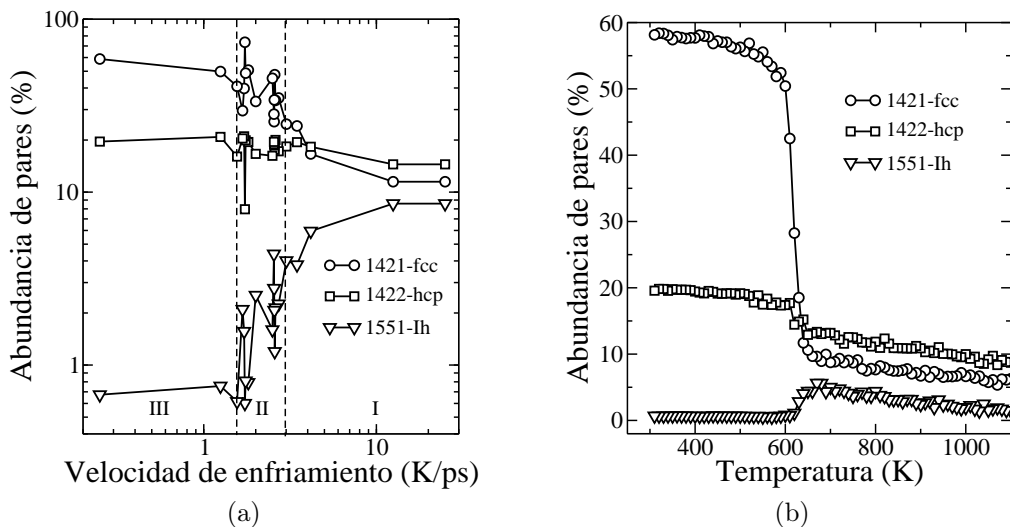 100
10
1
Abundancia de pares (%)
1421-fcc
1422-hcp
1551-Ih
III
II
I
1
10
Velocidad de enfriamiento (K/ps)
(a)
60
50
40
30
20
10
0
Abundancia de pares (%)
1421-fcc
1422-hcp
1551-Ih
400
600
800
1000
Temperatura (K)
(b)